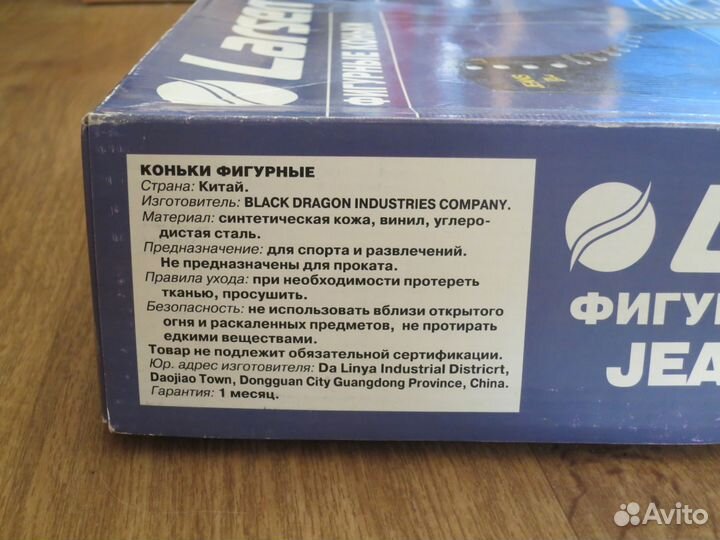 Larsen
ФИГУРНЫЕ КОНЬКИ
КОНЬКИ ФИГУРНЫЕ
Страна: Китай.
Изготовитель: BLACK DRAGON INDUSTRIES COMPANY.
Материал: синтетическая кожа, винил, углеро-
дистая сталь.
Предназначение: для спорта и развлечений.
Не предназначены для проката.
Правила ухода: при необходимости протереть
тканью, просушить.
Безопасность: не использовать вблизи открытого
огня и раскаленных предметов, не протирать
едкими веществами.
Товар не подлежит обязательной сертификации.
Юр. адрес изготовителя: Da Linya Industrial Districrt,
Daojiao Town, Dongguan City Guangdong Province, China.
Гарантия: 1 месяц.
L
ФИГУ
JEA
Avito